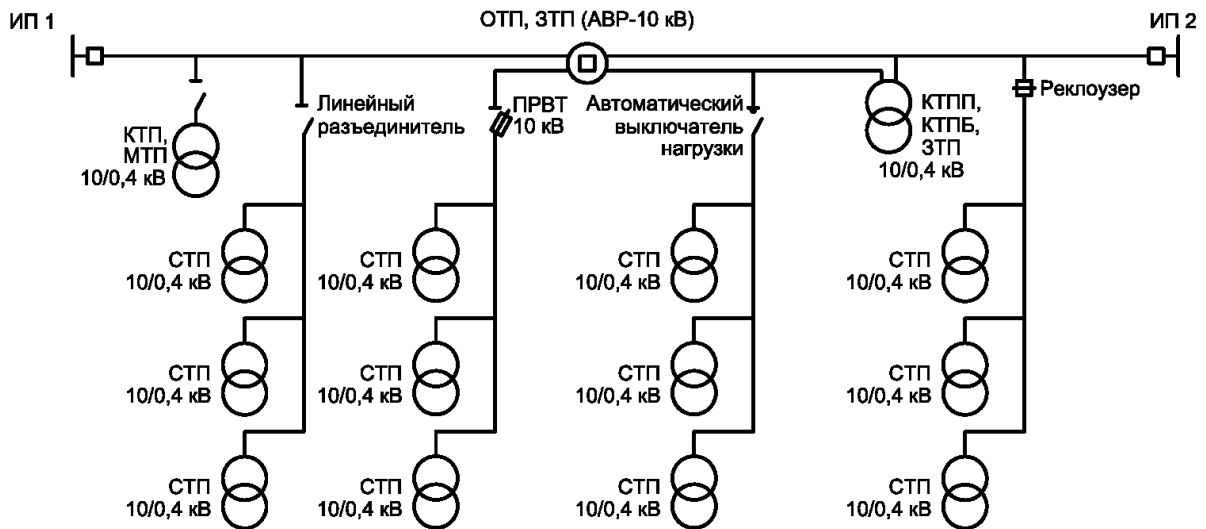 ИП 1
ОТП, ЗТП (АВР-10 кВ)
ИП 2
КТП,
МТП
10/0,4 кВ
Линейный
разъединитель
ПРВТ
10 кВ
Автоматический
выключатель
нагрузки
КТПП,
КТПБ,
ЗТП
10/0,4 кВ
Реклоузер
СТП
10/0,4 кВ
СТП
10/0,4 кВ
СТП
10/0,4 кВ
СТП
10/0,4 кВ
СТП
10/0,4 кВ
СТП
10/0,4 кВ
СТП
10/0,4 кВ
СТП
10/0,4 кВ
СТП
10/0,4 кВ
СТП
10/0,4 кВ
СТП
10/0,4 кВ
СТП
10/0,4 кВ